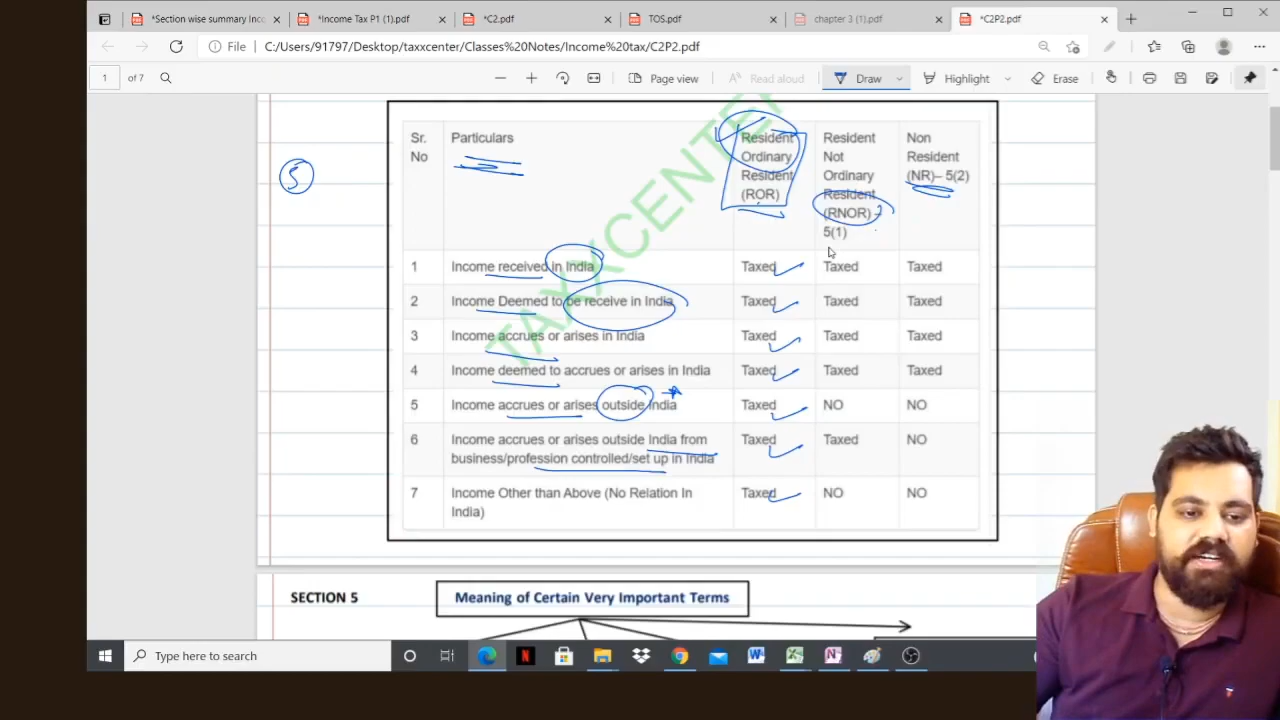 *Section wise summary Inco
*Income Tax P1 (1).pdf
*C2.pdf
TOS.pdf
chapter 3 (1).pdf
*C2P2.pdf
File C:/Users/91797/Desktop/taxxcenter/Classes%20Notes/Income%20tax/C2P2.pdf
1 of 7 Page view Read aloud Draw Highlight Erase
TAXXCENTER
5
Sr. No
Particulars
Resident
Ordinary
Resident
(ROR)
Resident
Not
Ordinary
Resident
(RNOR) –
5(1)
Non
Resident
(NR)– 5(2)
1 Income received in India Taxed Taxed Taxed
2 Income Deemed to be receive in India Taxed Taxed Taxed
3 Income accrues or arises in India Taxed Taxed Taxed
4 Income deemed to accrues or arises in India Taxed Taxed Taxed
5 Income accrues or arises outside India Taxed NO NO
6 Income accrues or arises outside India from Taxed Taxed NO
business/profession controlled/set up in India
7 Income Other than Above (No Relation In Taxed NO NO
India)
SECTION 5 Meaning of Certain Very Important Terms
Type here to search